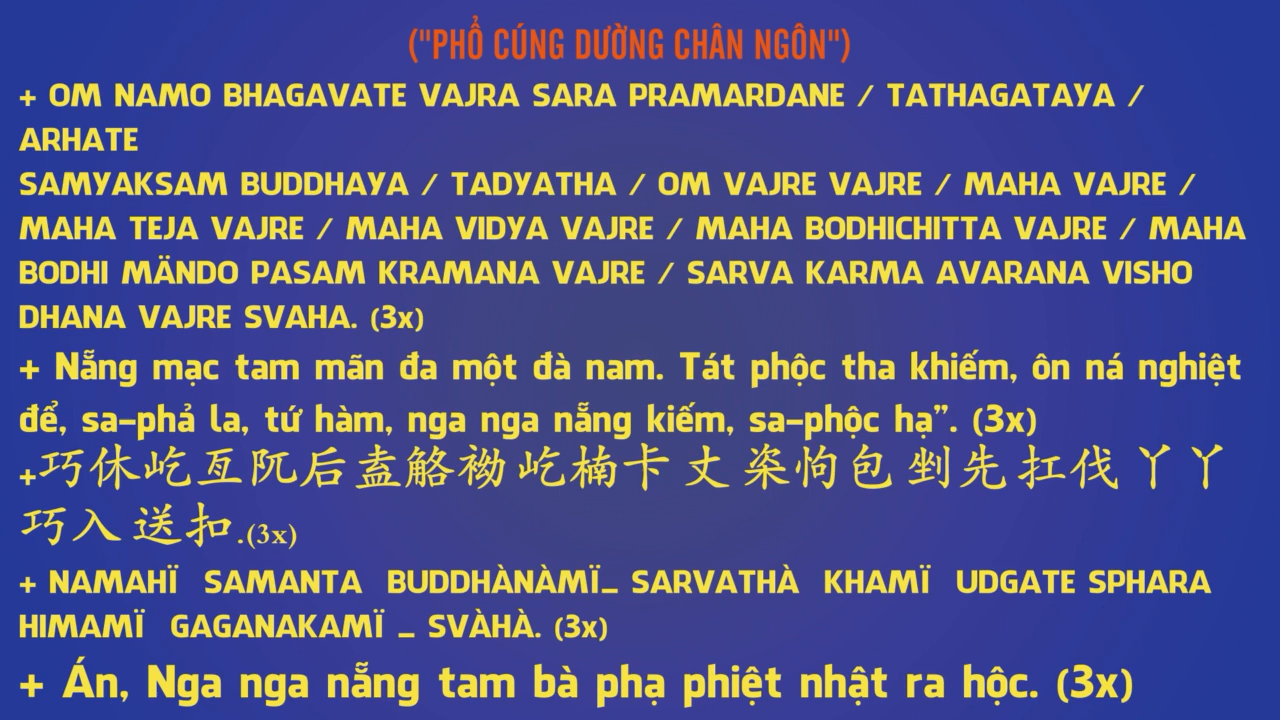 ("PHỔ CÚNG DƯỜNG CHÂN NGÔN")
+ OM NAMO BHAGAVATE VAJRA SARA PRAMARDANE / TATHAGATAYA /
ARHATE
SAMYAKSAM BUDDHAYA / TADYATHA / OM VAJRE VAJRE / MAHA VAJRE /
MAHA TEJA VAJRE / MAHA VIDYA VAJRE / MAHA BODHICHITTA VAJRE / MAHA
BODHI MÄNDO PASAM KRAMANA VAJRE / SARVA KARMA AVARANA VISHO
DHANA VAJRE SVAHA. (3x)
+ Nẵng mạc tam mãn đa một đà nam. Tát phộc tha khiếm, ôn ná nghiệt
để, sa-phả la, tứ hàm, nga nga nẵng kiếm, sa-phộc hạ”. (3x)
+巧休屹亙阢后盍觡袎屹楠卡丈栥怐包剉先扛伐丫丫
巧入送扣.(3x)
+ NAMAHÏ SAMANTA BUDDHÀNÀMÏ_ SARVATHÀ KHAMÏ UDGATE SPHARA
HIMAMÏ GAGANAKAMÏ _ SVÀHÀ. (3x)
+ Án, Nga nga nẵng tam bà phạ phiệt nhật ra hộc. (3x)